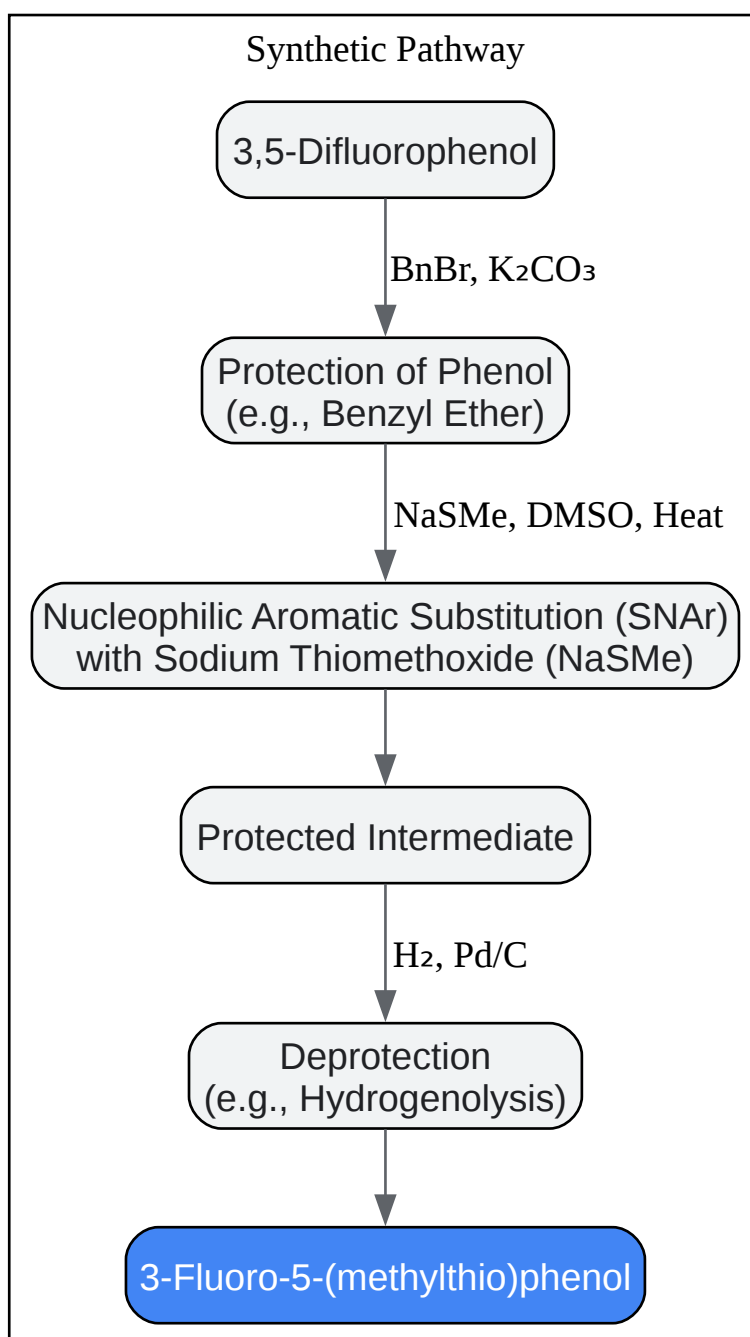 Synthetic Pathway
3,5-Difluorophenol
BnBr, K₂CO₃
Protection of Phenol
(e.g., Benzyl Ether)
NaSMe, DMSO, Heat
Nucleophilic Aromatic Substitution (SNAr)
with Sodium Thiomethoxide (NaSMe)
Protected Intermediate
H₂, Pd/C
Deprotection
(e.g., Hydrogenolysis)
3-Fluoro-5-(methylthio)phenol